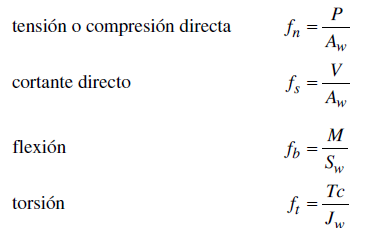 tensión o compresión directa f_n = P / A_w
cortante directo f_s = V / A_w
flexión f_b = M / S_w
torsión f_t = Tc / J_w